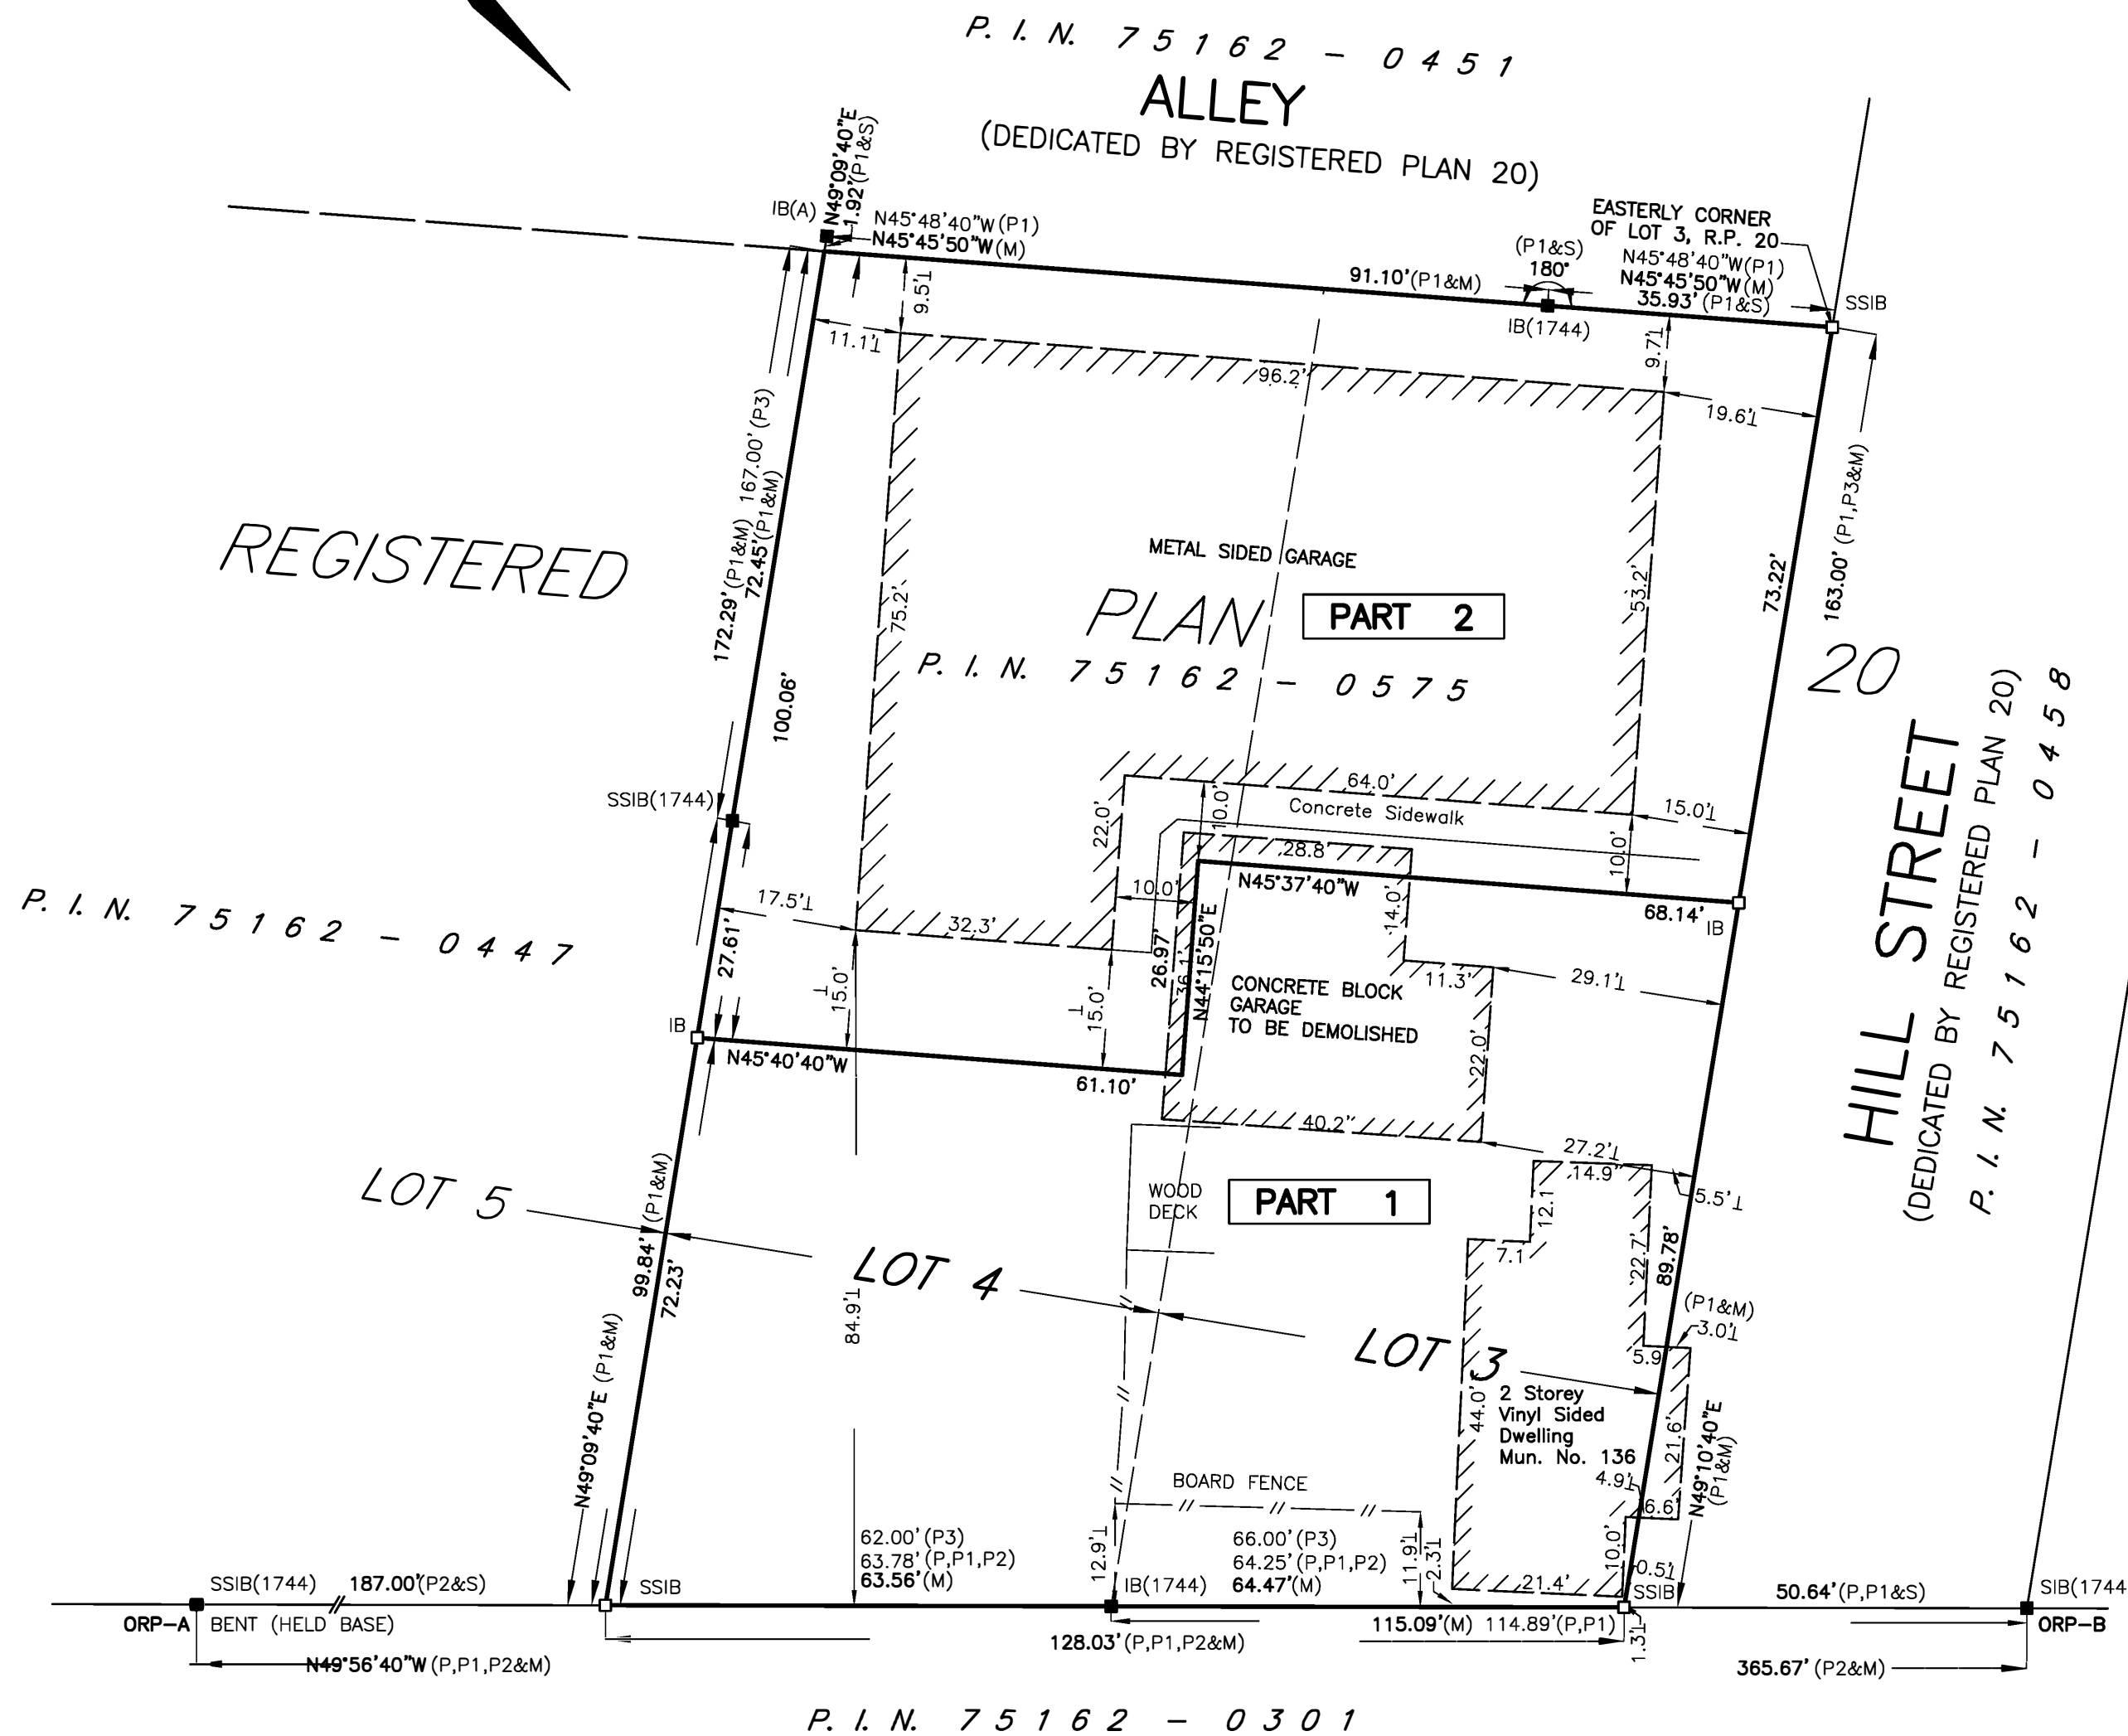 P. I. N. 75162 - 0451
ALLEY
(DEDICATED BY REGISTERED PLAN 20)
N49°09'40"E
1.92'(P1&S)
IB(A)
N45°48'40"W(P1)
N45°45'50"W(M)
EASTERLY CORNER
OF LOT 3, R.P. 20
(P1&S)
180°
N45°48'40"W(P1)
N45°45'50"W(M)
35.93' (P1&S)
SSIB
91.10'(P1&M)
IB(1744)
9.5'⊥
11.1'⊥
96.2'
9.7'⊥
19.6'⊥
172.29' (P1&M) 167.00' (P3)
72.45'(P1&M)
163.00' (P1,P3&M)
73.22'
REGISTERED
METAL SIDED GARAGE
PLAN
PART 2
20
P. I. N. 75162 - 0575
75.2'
53.2'
100.06'
HILL STREET
(DEDICATED BY REGISTERED PLAN 20)
P. I. N. 75162 - 0458
SSIB(1744)
64.0'
Concrete Sidewalk
22.0'
10.0'
10.0'
15.0'⊥
28.8'
N45°37'40"W
68.14'
IB
P. I. N. 75162 - 0447
17.5'⊥
32.3'
10.0'
27.61'
26.97'
36.1'
N44°15'50"E
14.0'
11.3'
29.1'⊥
CONCRETE BLOCK
GARAGE
TO BE DEMOLISHED
⊥ 15.0'
⊥ 15.0'
22.0'
IB
N45°40'40"W
61.10'
40.2'
27.2'⊥
14.9'
5.5'⊥
WOOD
DECK
PART 1
12.1
7.1'
22.7'
89.78'
LOT 5
99.84' (P1&M)
72.23'
LOT 4
84.9'⊥
(P1&M)
3.0'⊥
LOT 3
5.9
44.0'
2 Storey
Vinyl Sided
Dwelling
Mun. No. 136
21.6'
N49°10'40"E
(P1&M)
N49°09'40"E (P1&M)
BOARD FENCE
4.9'⊥
6.6'
10.0'
0.5'⊥
62.00' (P3)
63.78' (P,P1,P2)
63.56' (M)
12.9'⊥
66.00' (P3)
64.25' (P,P1,P2)
64.47'(M)
11.9'⊥
2.3'⊥
21.4'
SSIB(1744)
187.00'(P2&S)
SSIB
IB(1744)
SSIB
50.64' (P,P1&S)
SIB(1744
ORP-A
BENT (HELD BASE)
115.09'(M) 114.89'(P,P1)
ORP-B
128.03' (P,P1,P2&M)
1.3'⊥
N49°56'40"W (P,P1,P2&M)
365.67' (P2&M)
P. I. N. 75162 - 0301